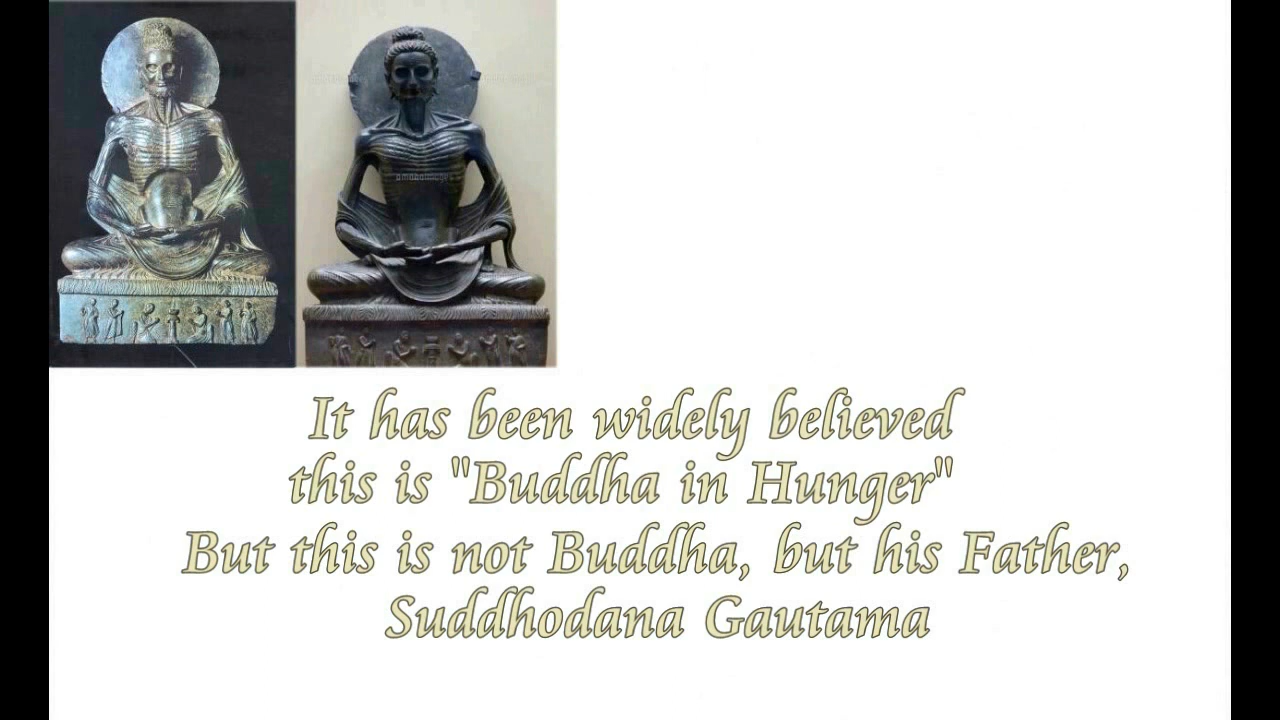 It has been widely believed
this is "Buddha in Hunger"
But this is not Buddha, but his Father,
Suddhodana Gautama